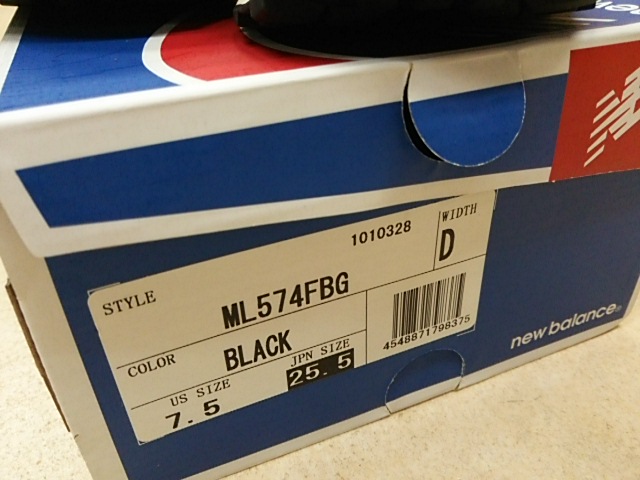 1010328
WIDTH
D
STYLE
ML574FBG
COLOR
BLACK
US SIZE
7.5
JPN SIZE
25.5
4548871798375
new balance